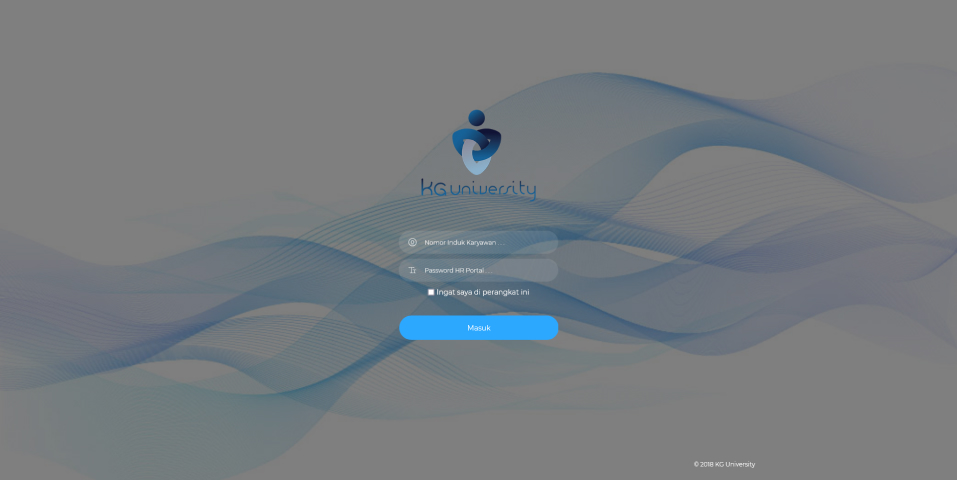 KG university
Nomor Induk Karyawan ...
Password HR Portal ...
Ingat saya di perangkat ini
Masuk
© 2018 KG University